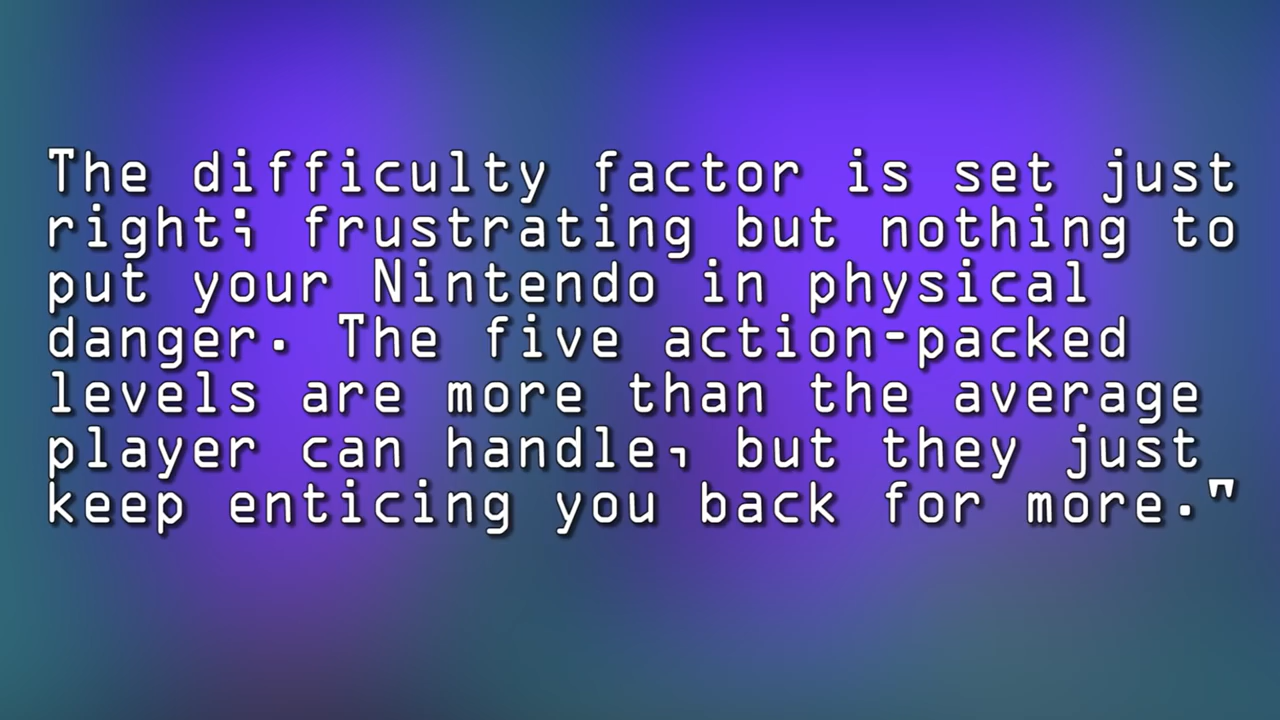 The difficulty factor is set just
right; frustrating but nothing to
put your Nintendo in physical
danger. The five action-packed
levels are more than the average
player can handle, but they just
keep enticing you back for more."